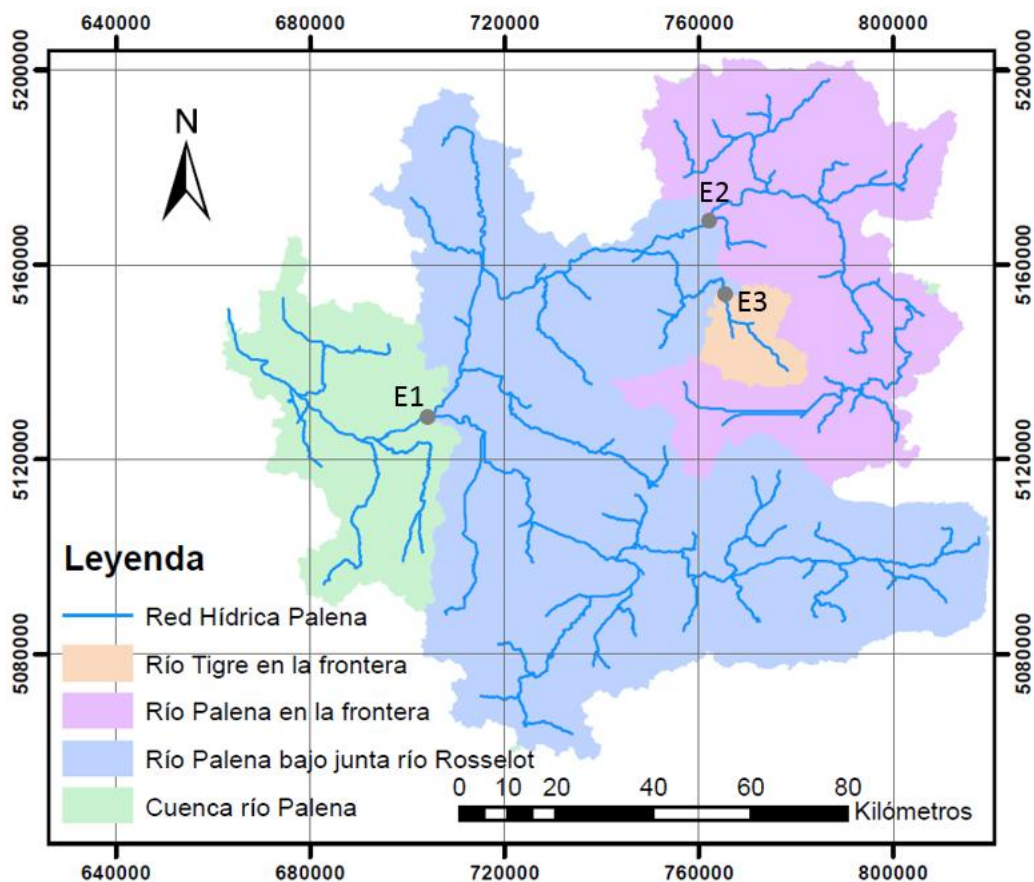 640000 680000 720000 760000 800000
5200000 5200000
N
E2
5160000 5160000
E3
E1
5120000 5120000
Leyenda
Red Hídrica Palena
5080000 5080000
Río Tigre en la frontera
Río Palena en la frontera
Río Palena bajo junta río Rosselot
Cuenca río Palena
0 10 20 40 60 80
Kilómetros
640000 680000 720000 760000 800000